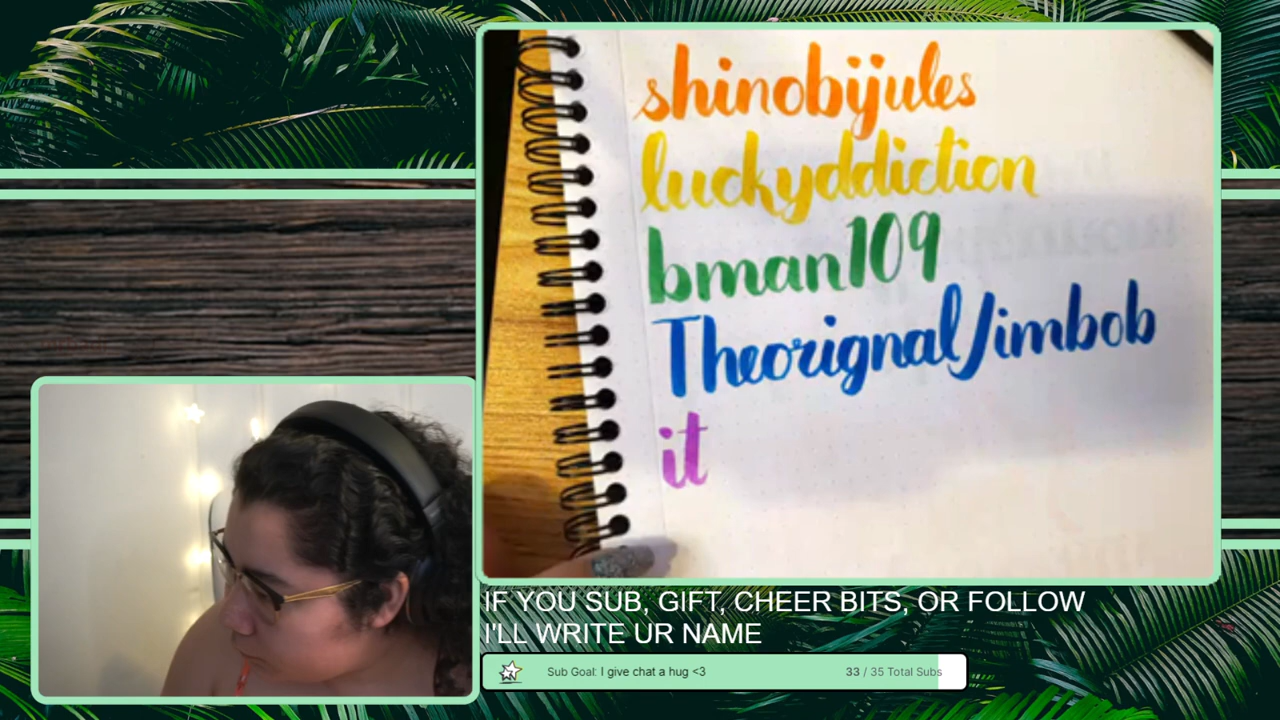 shinobijules
luckyddiction
bman109
TheorignalJimbob
it
IF YOU SUB, GIFT, CHEER BITS, OR FOLLOW
I'LL WRITE UR NAME
Sub Goal: I give chat a hug <3 33 / 35 Total Subs